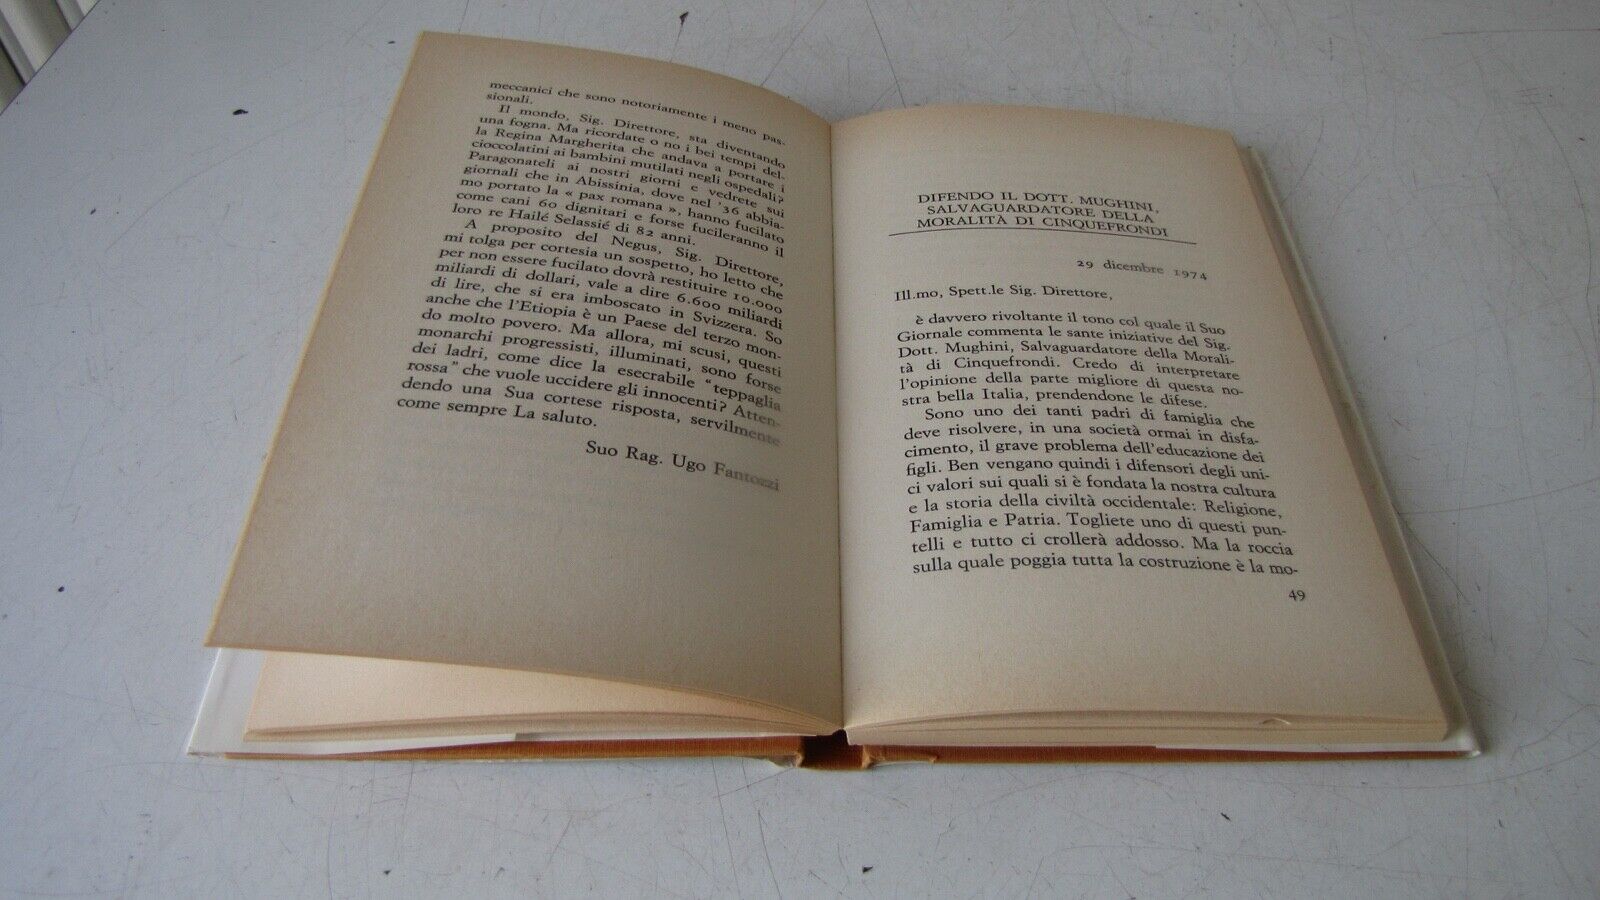 meccanici che sono notoriamente i meno pas-
sionali.
Il mondo, Sig. Direttore, sta diventando
una fogna. Ma ricordate o no i bei tempi del-
la Regina Margherita che andava a portare i
cioccolatini ai bambini mutilati negli ospedali?
Paragonateli ai nostri giorni e vedrete sui
giornali che in Abissinia, dove nel '36 abbia-
mo portato la « pax romana », hanno fucilato
come cani 60 dignitari e forse fucileranno il
loro re Hailé Selassié di 82 anni.
A proposito del Negus, Sig. Direttore,
mi tolga per cortesia un sospetto, ho letto che
per non essere fucilato dovrà restituire 10.000
miliardi di dollari, vale a dire 6.600 miliardi
di lire, che si era imboscato in Svizzera. So
anche che l'Etiopia è un Paese del terzo mon-
do molto povero. Ma allora, mi scusi, questi
monarchi progressisti, illuminati, sono forse
dei ladri, come dice la esecrabile "teppaglia
rossa" che vuole uccidere gli innocenti? Atten-
dendo una Sua cortese risposta, servilmente
come sempre La saluto.
Suo Rag. Ugo Fantozzi
DIFENDO IL DOTT. MUGHINI,
SALVAGUARDATORE DELLA
MORALITÀ DI CINQUEFRONDI
29 dicembre 1974
Ill.mo, Spett.le Sig. Direttore,
è davvero rivoltante il tono col quale il Suo
Giornale commenta le sante iniziative del Sig.
Dott. Mughini, Salvaguardatore della Morali-
tà di Cinquefrondi. Credo di interpretare
l'opinione della parte migliore di questa no-
stra bella Italia, prendendone le difese.
Sono uno dei tanti padri di famiglia che
deve risolvere, in una società ormai in disfa-
cimento, il grave problema dell'educazione dei
figli. Ben vengano quindi i difensori degli uni-
ci valori sui quali si è fondata la nostra cultura
e la storia della civiltà occidentale: Religione,
Famiglia e Patria. Togliete uno di questi pun-
telli e tutto ci crollerà addosso. Ma la roccia
sulla quale poggia tutta la costruzione è la mo-
49